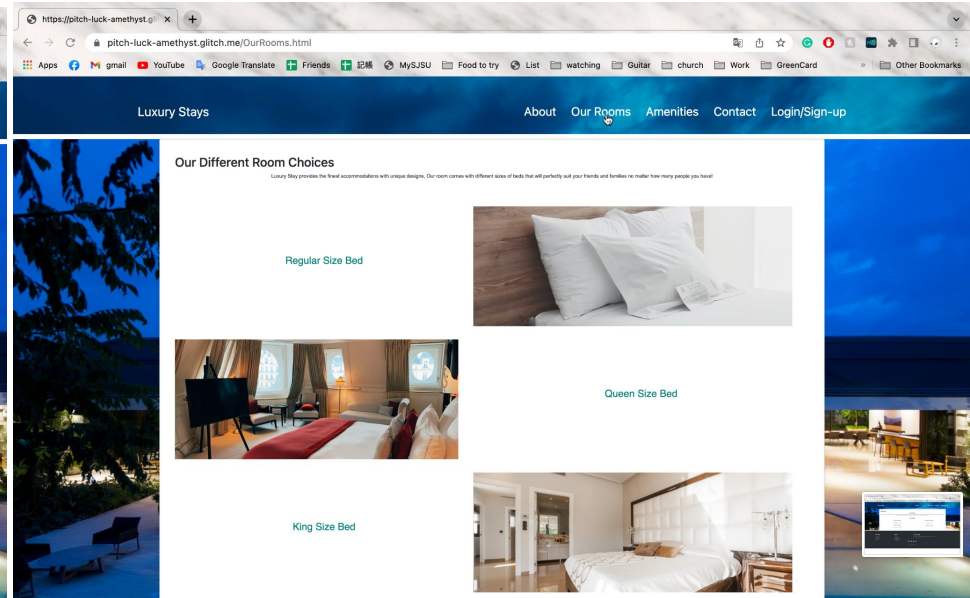 https://pitch-luck-amethyst.gl
pitch-luck-amethyst.glitch.me/OurRooms.html
Apps gmail YouTube Google Translate Friends 記帳 MySJSU Food to try List watching Guitar church Work GreenCard » Other Bookmarks
Luxury Stays About Our Rooms Amenities Contact Login/Sign-up
Our Different Room Choices
Luxury Stay provides the finest accommodations with unique designs. Our room comes with different sizes of beds that will perfectly suit your friends and families no matter how many people you have!
Regular Size Bed
Queen Size Bed
King Size Bed